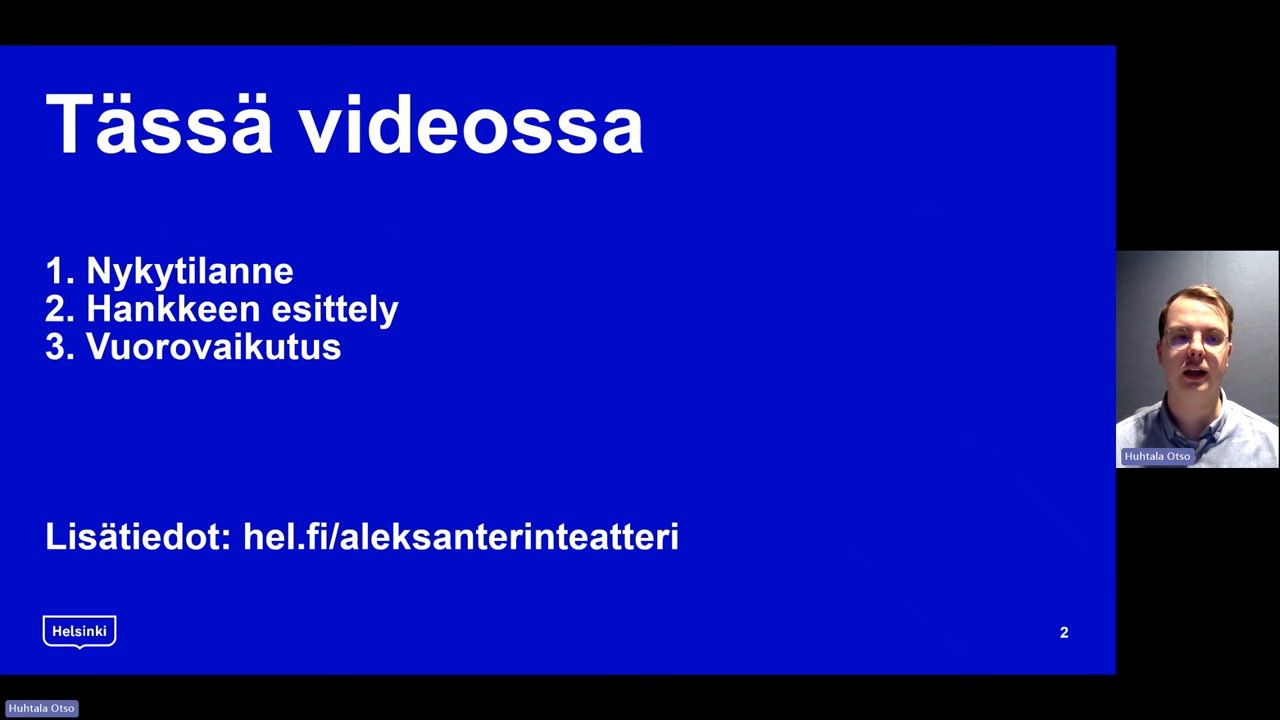 Tässä videossa
1. Nykytilanne
2. Hankkeen esittely
3. Vuorovaikutus
Lisätiedot: hel.fi/aleksanterinteatteri
Helsinki
2
Huhtala Otso
Huhtala Otso